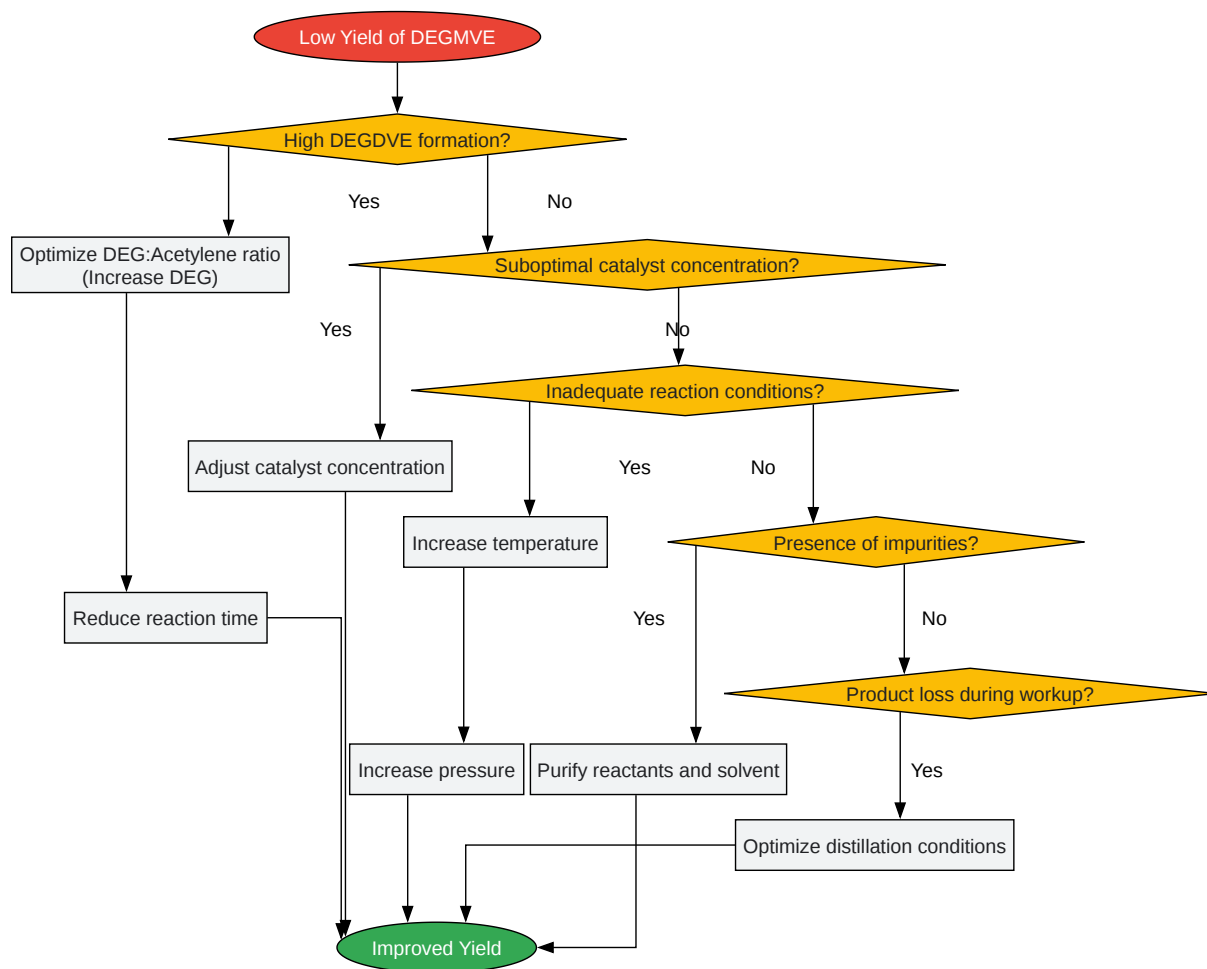 Low Yield of DEGMVE
High DEGDVE formation?
Yes
No
Optimize DEG:Acetylene ratio
(Increase DEG)
Suboptimal catalyst concentration?
Yes
No
Inadequate reaction conditions?
Adjust catalyst concentration
Yes
No
Increase temperature
Presence of impurities?
Reduce reaction time
Yes
No
Product loss during workup?
Increase pressure
Purify reactants and solvent
Yes
Optimize distillation conditions
Improved Yield